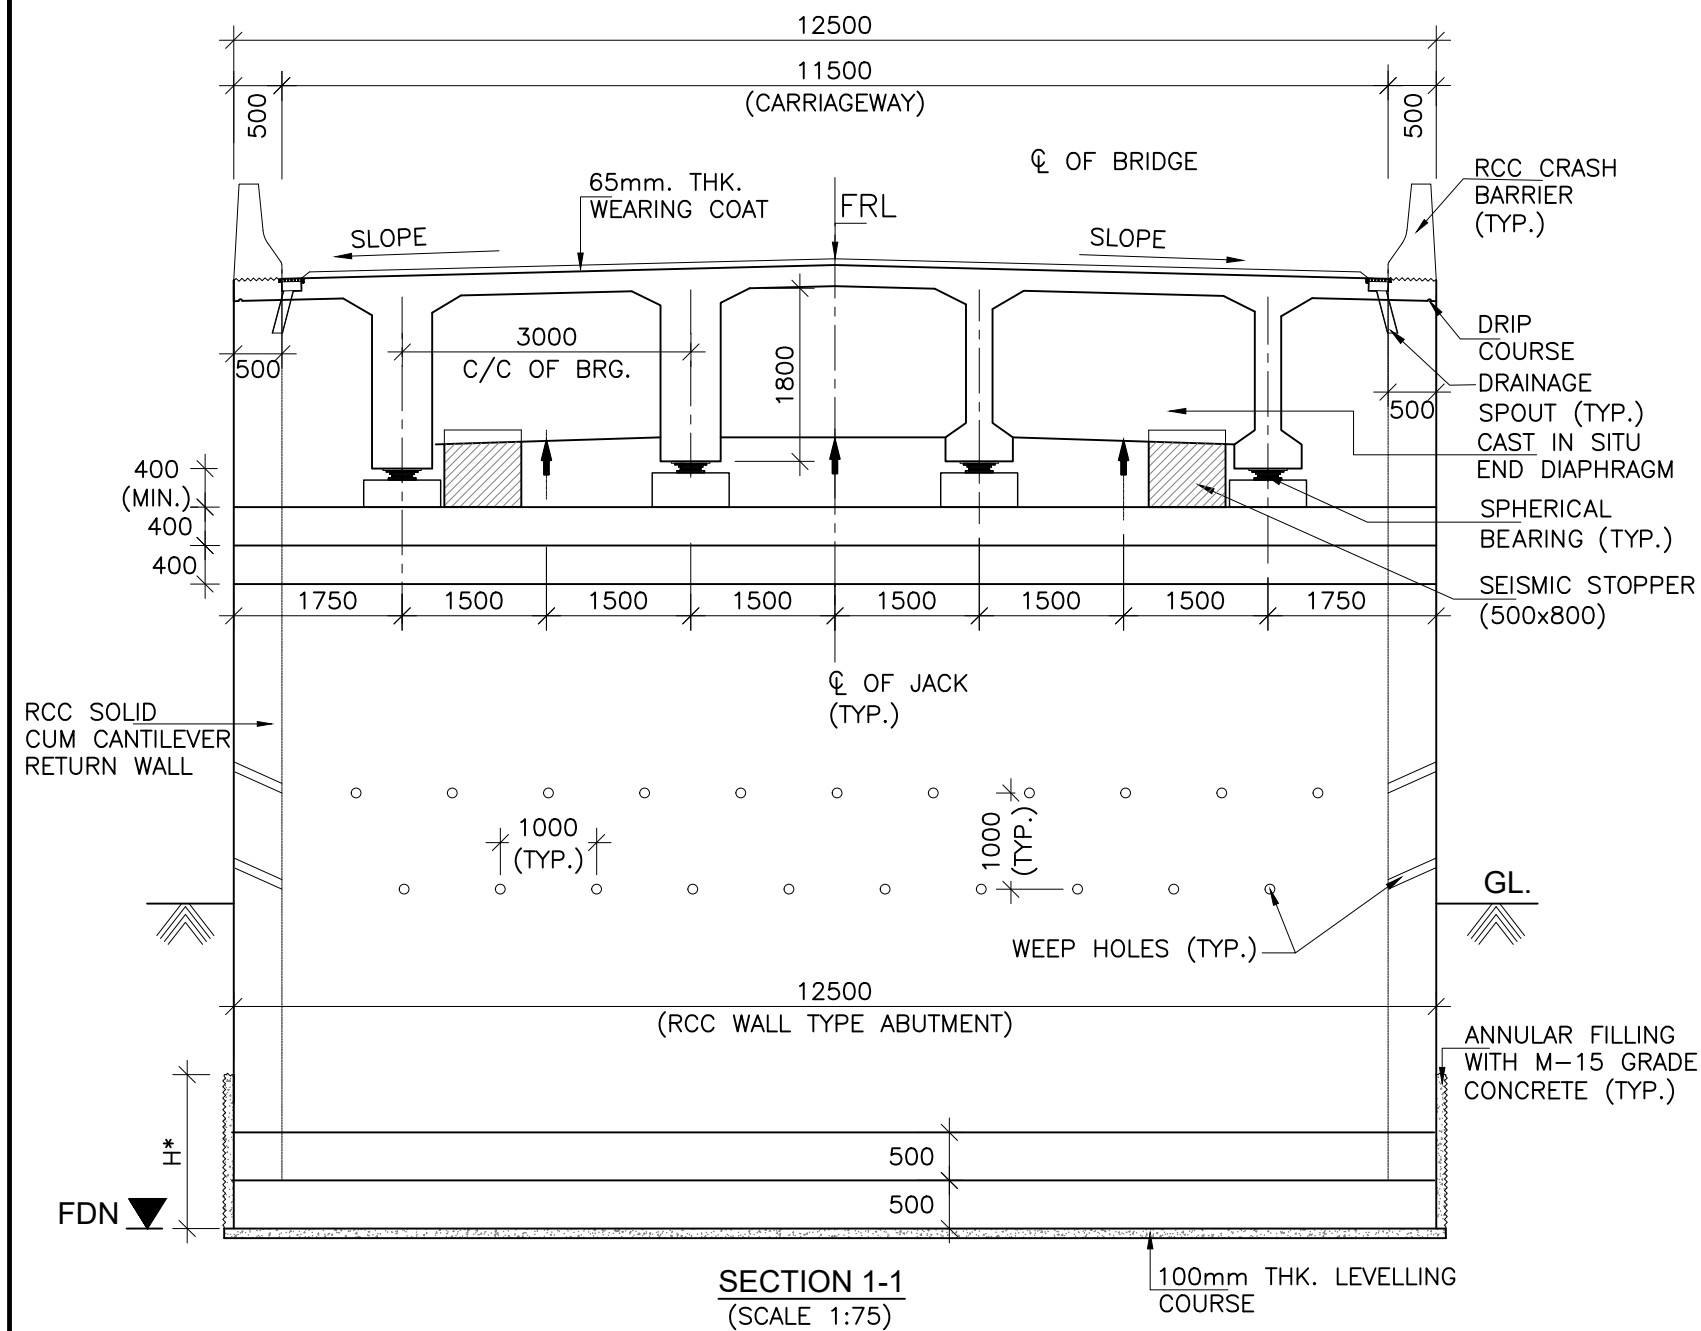 12500
11500
(CARRIAGEWAY)
500
500
℄ OF BRIDGE
65mm. THK.
WEARING COAT
FRL
RCC CRASH
BARRIER
(TYP.)
SLOPE
SLOPE
3000
C/C OF BRG.
1800
500
500
DRIP
COURSE
DRAINAGE
SPOUT (TYP.)
CAST IN SITU
END DIAPHRAGM
400
(MIN.)
400
400
SPHERICAL
BEARING (TYP.)
SEISMIC STOPPER
(500x800)
1750
1500
1500
1500
1500
1500
1500
1750
℄ OF JACK
(TYP.)
RCC SOLID
CUM CANTILEVER
RETURN WALL
1000
(TYP.)
1000
(TYP.)
GL.
WEEP HOLES (TYP.)
12500
(RCC WALL TYPE ABUTMENT)
ANNULAR FILLING
WITH M-15 GRADE
CONCRETE (TYP.)
H*
500
500
FDN
100mm THK. LEVELLING
COURSE
SECTION 1-1
(SCALE 1:75)